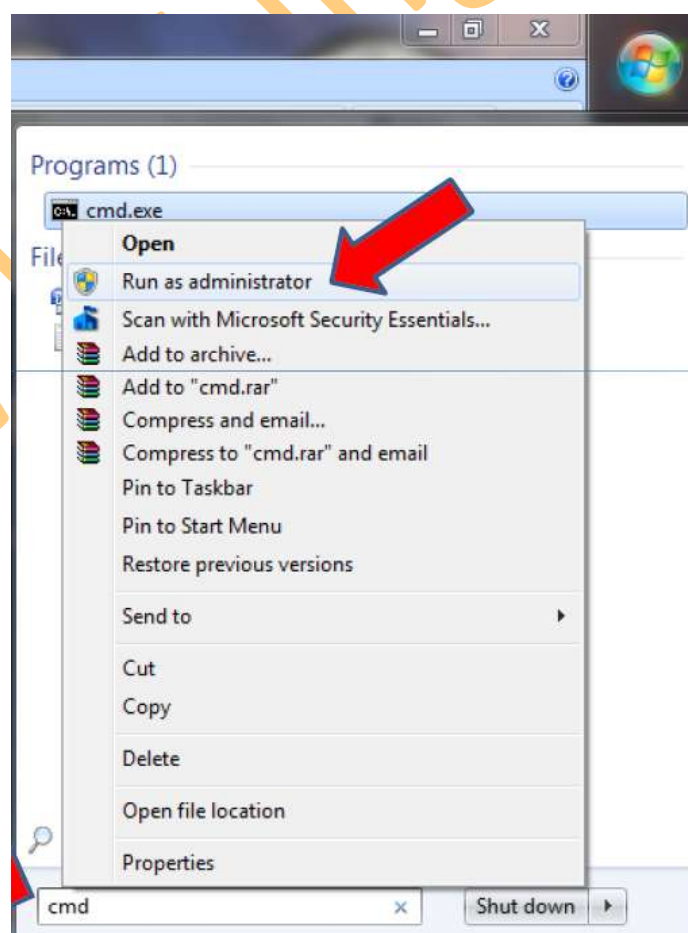 Programs (1)
cmd.exe
Open
File
Run as administrator
Scan with Microsoft Security Essentials...
Add to archive...
Add to "cmd.rar"
Compress and email...
Compress to "cmd.rar" and email
Pin to Taskbar
Pin to Start Menu
Restore previous versions
Send to
Cut
Copy
Delete
Open file location
Properties
cmd
Shut down